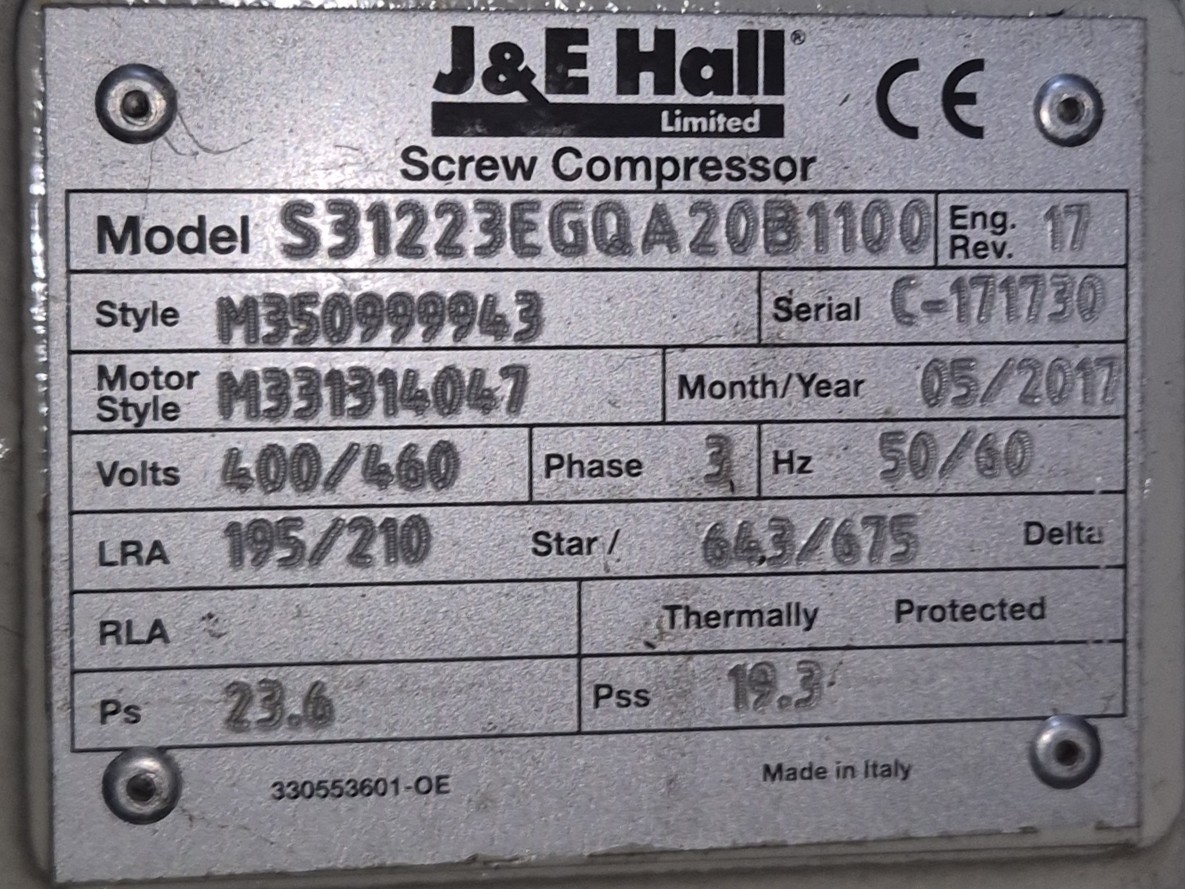 J&E Hall®
Limited
CE
Screw Compressor
Model S31223EGQA20B1100 Eng. Rev. 17
Style M350999943 Serial C-171730
Motor Style M331314047 Month/Year 05/2017
Volts 400/460 Phase 3 Hz 50/60
LRA 195/210 Star / 643/675 Delta
RLA Thermally Protected
Ps 23.6 Pss 19.3
330553601-OE Made in Italy